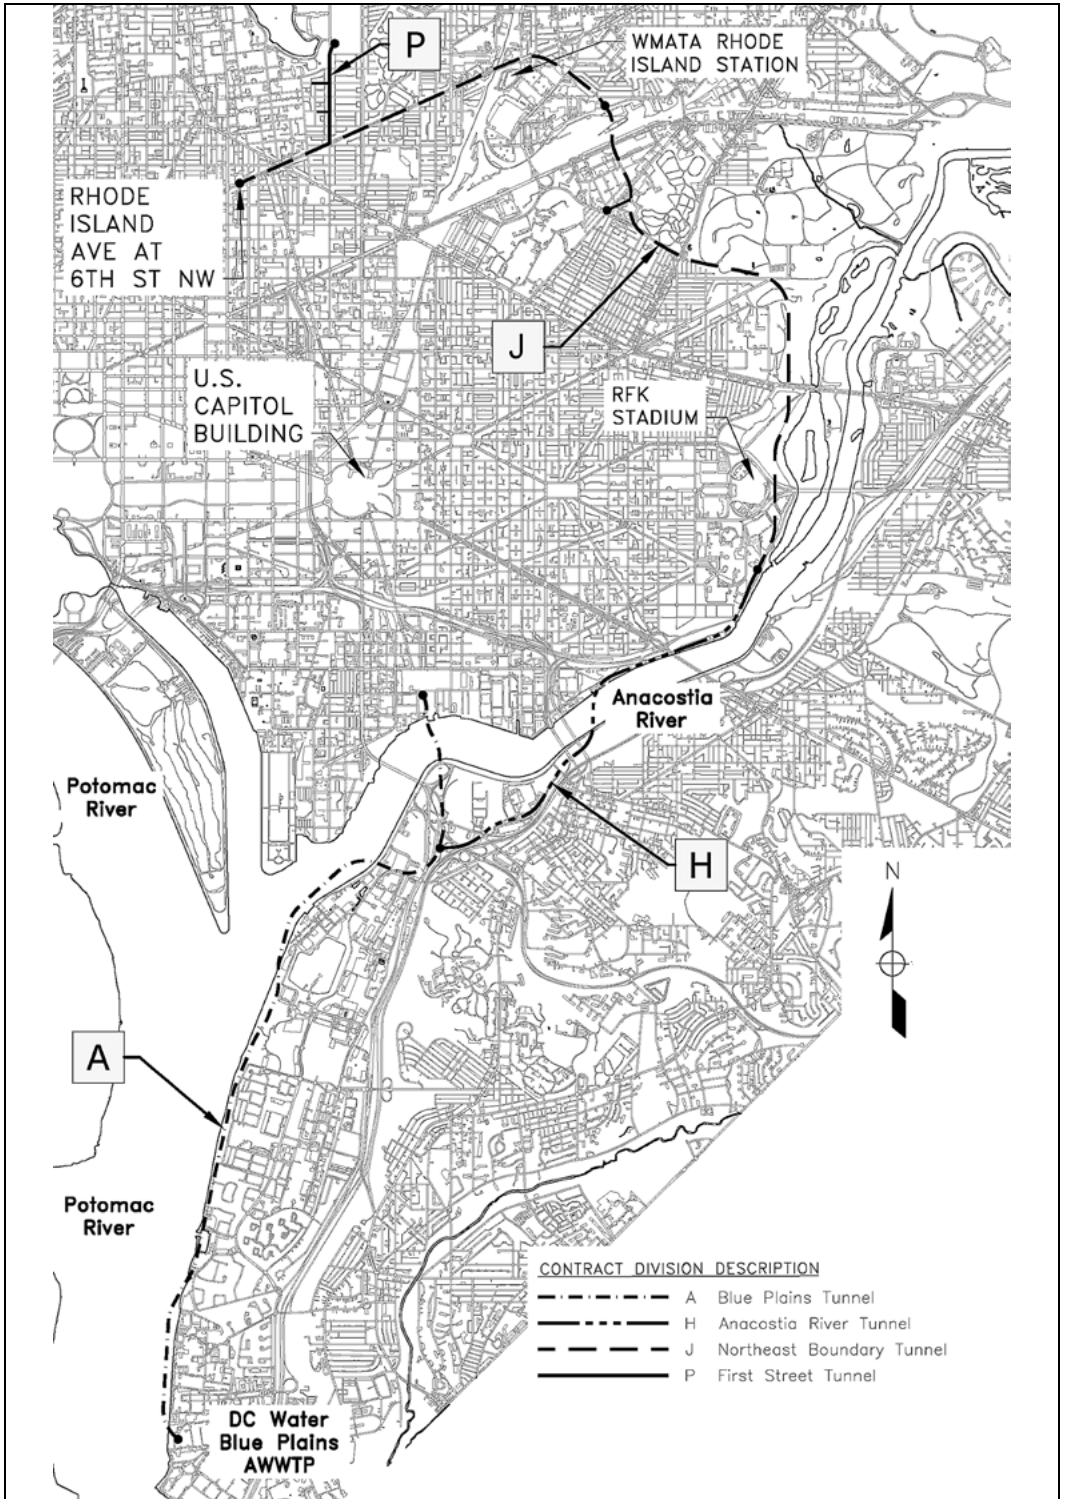 P
WMATA RHODE
ISLAND STATION
RHODE
ISLAND
AVE AT
6TH ST NW
J
U.S.
CAPITOL
BUILDING
RFK
STADIUM
Anacostia
River
Potomac
River
H
N
A
Potomac
River
CONTRACT DIVISION DESCRIPTION
A Blue Plains Tunnel
H Anacostia River Tunnel
J Northeast Boundary Tunnel
P First Street Tunnel
DC Water
Blue Plains
AWWTP